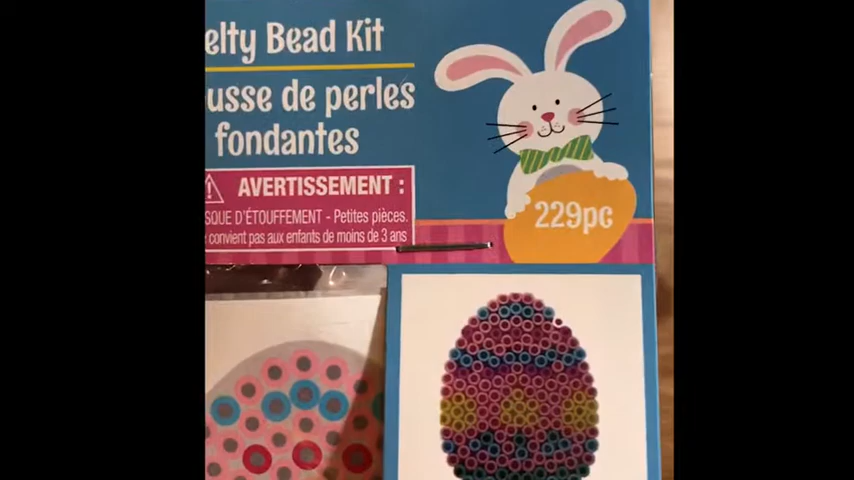 elty Bead Kit
usse de perles
fondantes
AVERTISSEMENT :
SQUE D'ÉTOUFFEMENT - Petites pièces.
convient pas aux enfants de moins de 3 ans
229pc